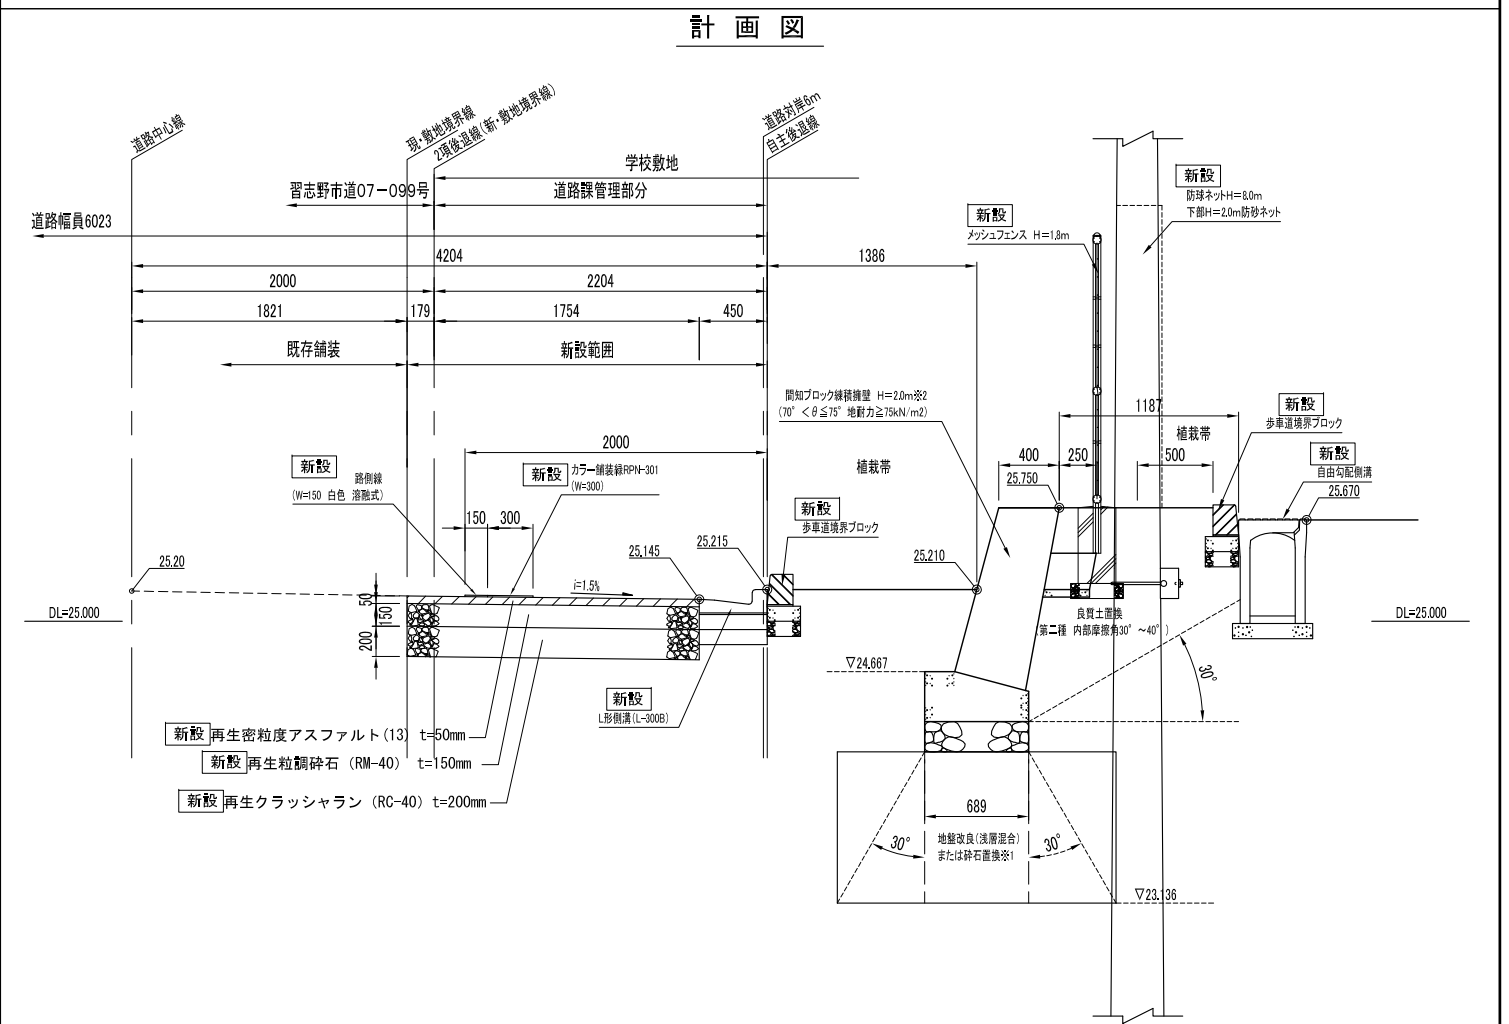 計画図
道路中心線
現・敷地境界線
2項後退線(新・敷地境界線)
道路対岸6m
自主後退線
学校敷地
習志野市道07-099号
道路課管理部分
道路幅員6023
4204
1386
2000
2204
1821
179
1754
450
既存舗装
新設範囲
新設
防球ネットH=8.0m
下部H=2.0m防砂ネット
新設
メッシュフェンス H=1.8m
間知ブロック練積擁壁 H=2.0m※2
(70°<θ≦75° 地耐力≧75kN/m2)
1187
新設
歩車道境界ブロック
植栽帯
400
250
500
新設
自由勾配側溝
25.750
25.670
2000
新設
路側線
(W=150 白色 溶融式)
新設
カラー舗装緑RPN-301
(W=300)
植栽帯
新設
歩車道境界ブロック
150
300
25.145
25.215
25.210
25.20
i=1.5%
50
150
200
DL=25.000
DL=25.000
良質土置換
(第二種 内部摩擦角30°~40°)
▽24.667
30°
新設
L形側溝(L-300B)
新設 再生密粒度アスファルト(13) t=50mm
新設 再生粒調砕石 (RM-40) t=150mm
新設 再生クラッシャラン (RC-40) t=200mm
689
地盤改良(浅層混合)
または砕石置換※1
30°
30°
▽23.136